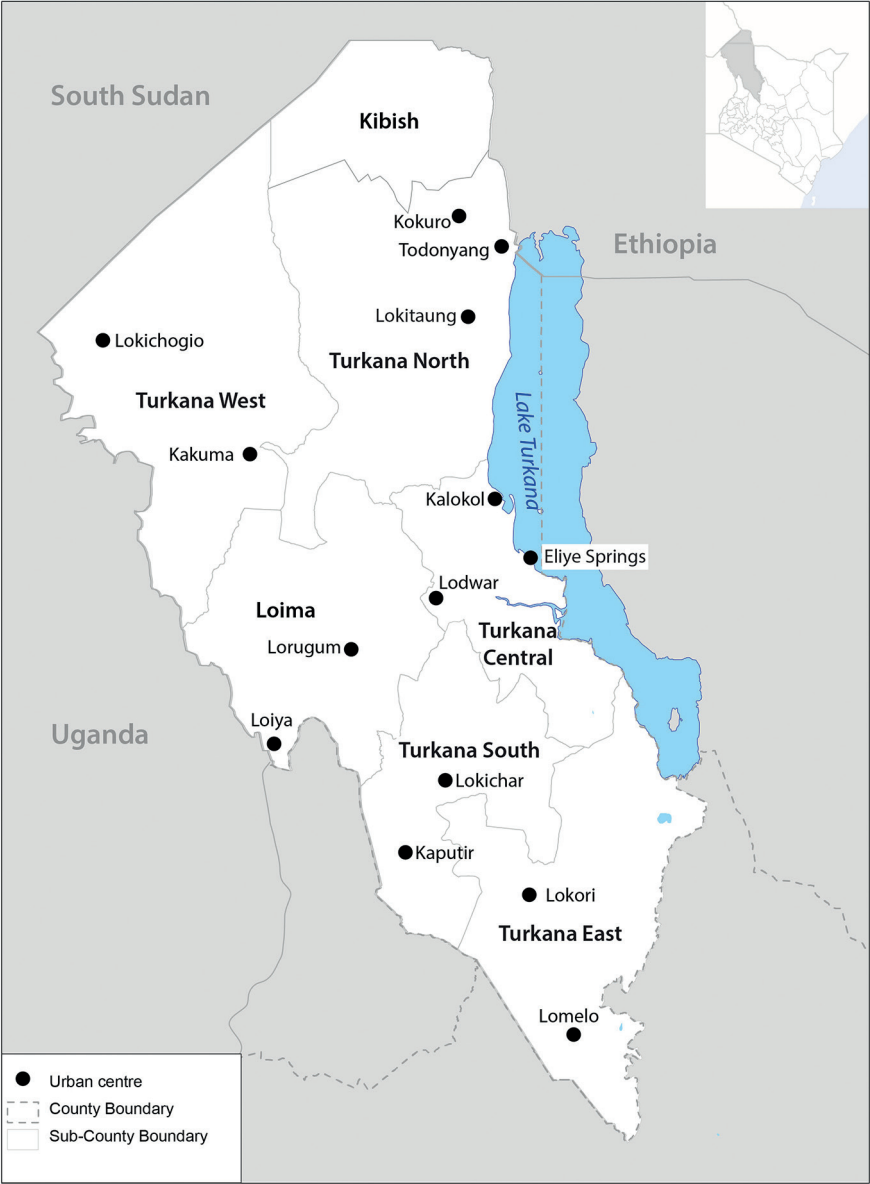 South Sudan
Kibish
Kokuro
Todonyang
Ethiopia
Lokitaung
Lokichogio
Turkana North
Turkana West
Lake Turkand
Kakuma
Kalokol
Eliye Springs
Lodwar
Loima
Turkana
Central
Lorugum
Loiya
Uganda
Turkana South
Lokichar
Kaputir
Lokori
Turkana East
Lomelo
Urban centre
County Boundary
Sub-County Boundary